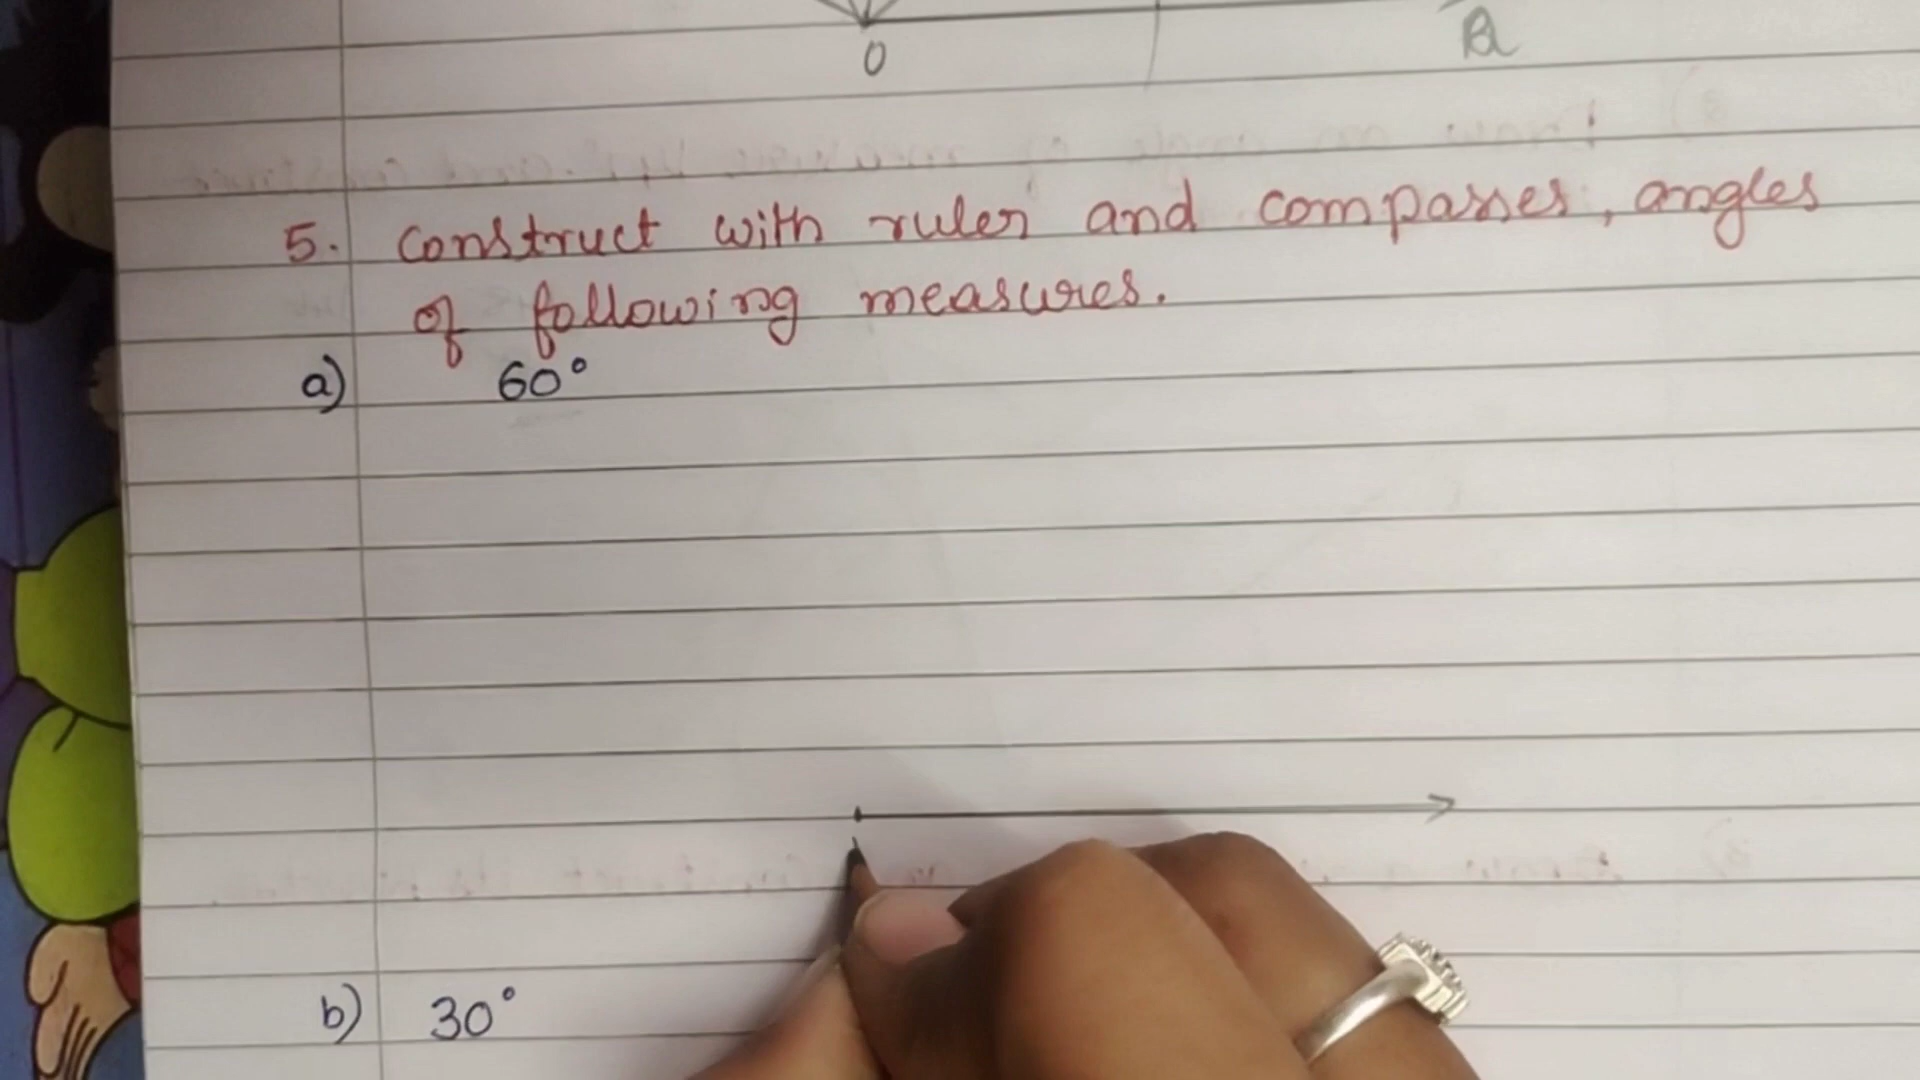 O
5. Construct with ruler and compasses, angles
of following measures.
a) 60°
b) 30°